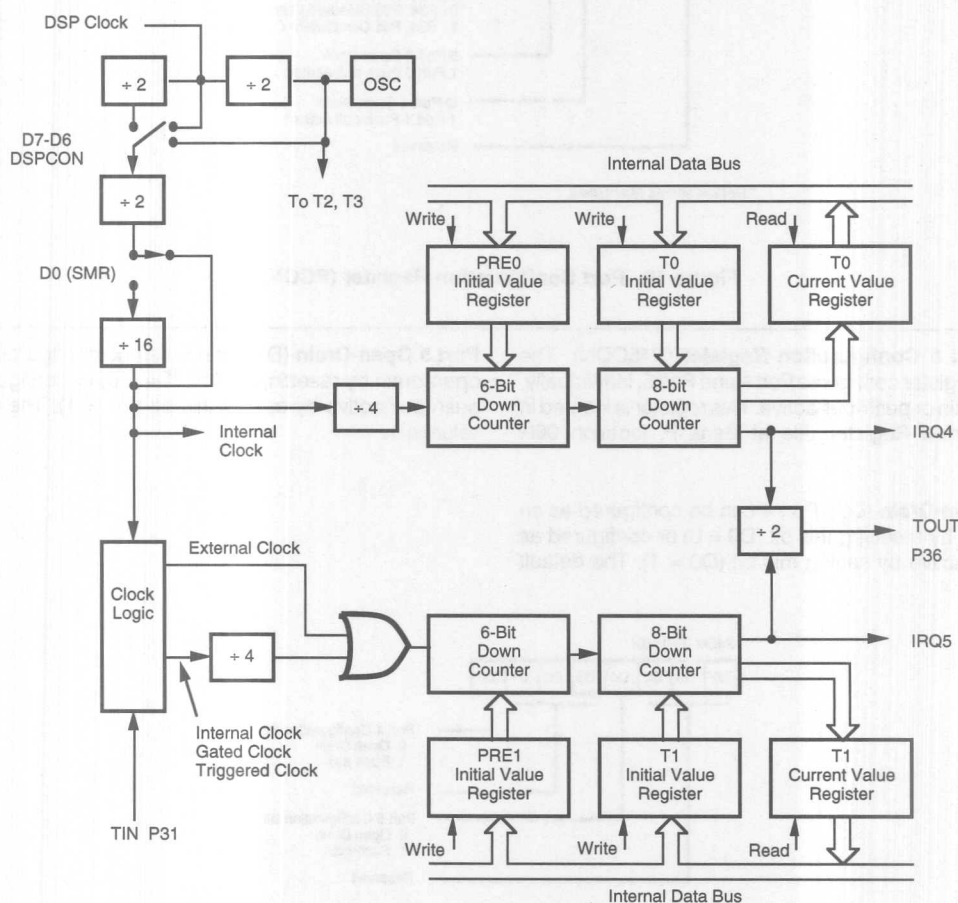 DSP Clock
÷ 2
÷ 2
OSC
D7-D6
DSPCON
÷ 2
To T2, T3
D0 (SMR)
÷ 16
Internal
Clock
÷ 4
Internal Data Bus
Write
Write
Read
PRE0
Initial Value
Register
T0
Initial Value
Register
T0
Current Value
Register
6-Bit
Down
Counter
8-bit
Down
Counter
IRQ4
÷ 2
TOUT
P36
External Clock
Clock
Logic
÷ 4
6-Bit
Down
Counter
8-Bit
Down
Counter
IRQ5
Internal Clock
Gated Clock
Triggered Clock
TIN P31
PRE1
Initial Value
Register
T1
Initial Value
Register
T1
Current Value
Register
Write
Write
Read
Internal Data Bus